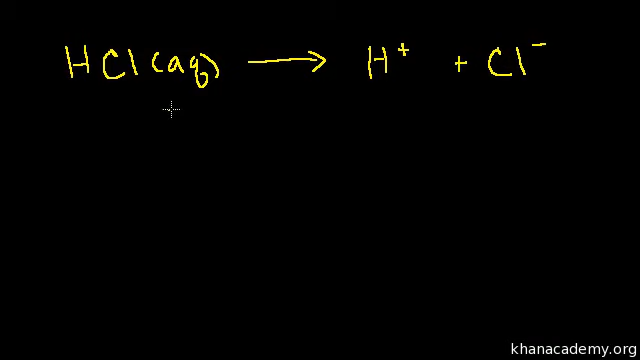 HCl (aq) ⟶ H⁺ + Cl⁻
khanacademy.org